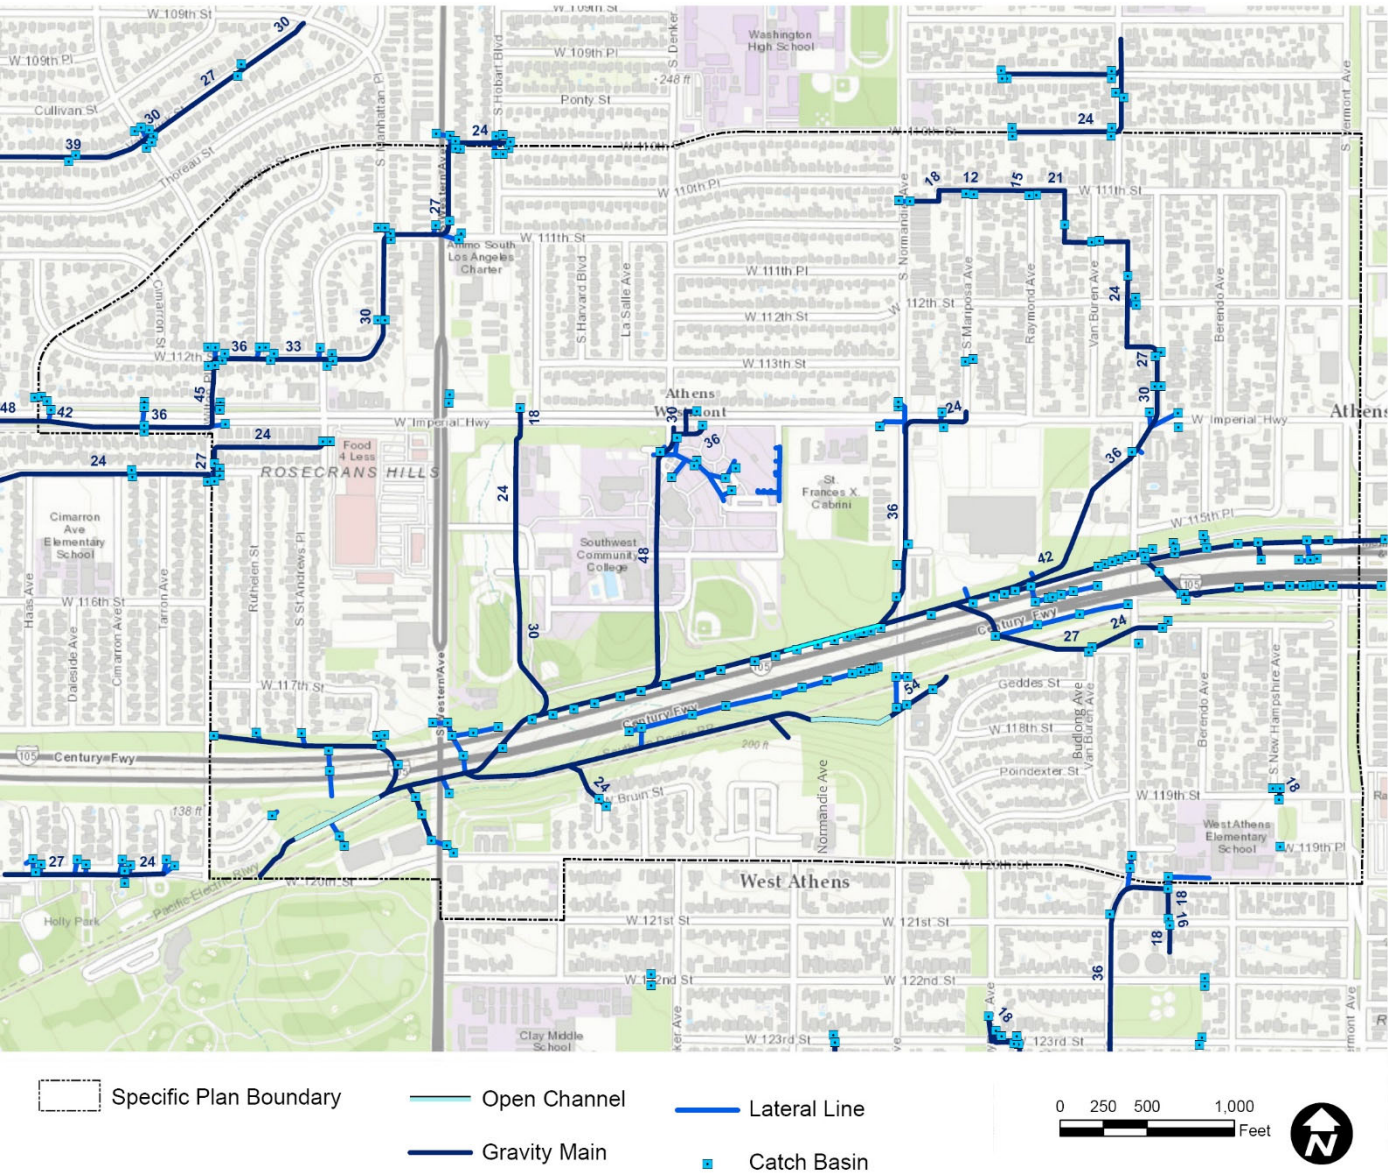 W 109th St
W 109th St
W 109th Pl
30
27
Cullivan St
30
39
Thoreau St
S Manhattan Pl
S Hobart Blvd
W 109th Pl
Ponty St
S Denker
- 248 ft
Washington
High School
24
S Vermont Ave
24
W 110th St
W 110th Pl
27
Western Ave
W 111th St
Animo South
Los Angeles
Charter
18
12
15
21
W 111th St
S Normandie Ave
W 111th Pl
W 112th St
W 112th St
W 113th St
S Harvard Blvd
La Salle Ave
S Mariposa Ave
Raymond Ave
Van Buren Ave
Berendo Ave
24
27
30
30
Cimarron St
W 112th St
36
33
45
48
42
36
24
24
27
ROSECRANS HILLS
Food
4 Less
W Imperial Hwy
18
24
30
Athens
Westmont
30
36
48
24
36
W Imperial Hwy
Athens
36
42
St
Frances X
Cabrini
W 115th Pl
Cimarron
Ave
Elementary
School
Southwest
Community
College
Haas Ave
W 116th St
Daleside Ave
Cimarron Ave
Tarron Ave
Ruthelen St
S St Andrews Pl
W 117th St
S Western Ave
105
Century Fwy
105
105
Century Fwy
Century Fwy
27
24
54
Geddes St
W 118th St
Poindexter St
W 119th St
Budlong Ave
Van Buren Ave
Berendo Ave
S New Hampshire Ave
18
West Athens
Elementary
School
W 119th Pl
200 ft
24
W Bruin St
Normandie Ave
138 ft
27
24
Pacific Electric Rlwy
W 120th St
W 120th St
Holly Park
West Athens
W 121st St
W 121st St
18
16
18
36
W 122nd St
W 122nd St
18
W 123rd St
W 123rd St
Clay Middle
School
Specific Plan Boundary
Open Channel
Gravity Main
Lateral Line
Catch Basin
0 250 500 1,000
Feet
N